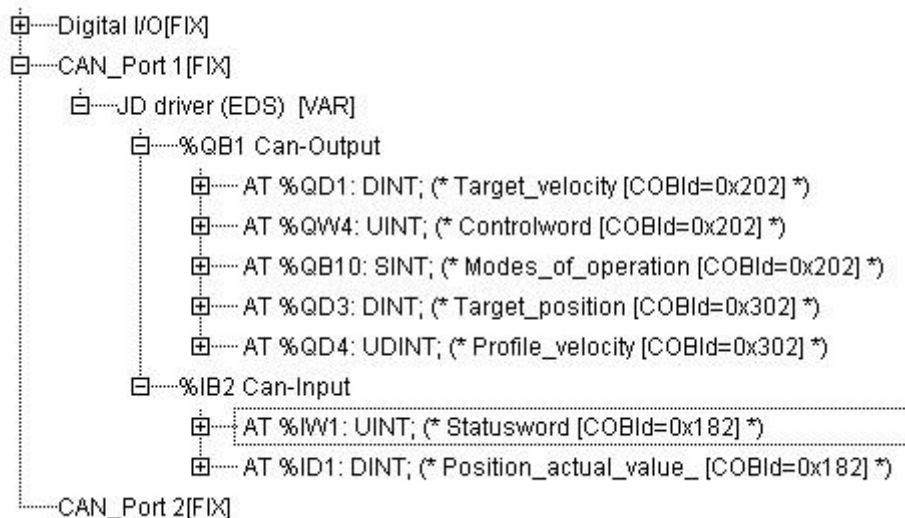 Digital I/O[FIX]
CAN_Port 1[FIX]
JD driver (EDS) [VAR]
%QB1 Can-Output
AT %QD1: DINT; (* Target_velocity [COBId=0x202] *)
AT %QW4: UINT; (* Controlword [COBId=0x202] *)
AT %QB10: SINT; (* Modes_of_operation [COBId=0x202] *)
AT %QD3: DINT; (* Target_position [COBId=0x302] *)
AT %QD4: UDINT; (* Profile_velocity [COBId=0x302] *)
%IB2 Can-Input
AT %IW1: UINT; (* Statusword [COBId=0x182] *)
AT %ID1: DINT; (* Position_actual_value_ [COBId=0x182] *)
CAN_Port 2[FIX]